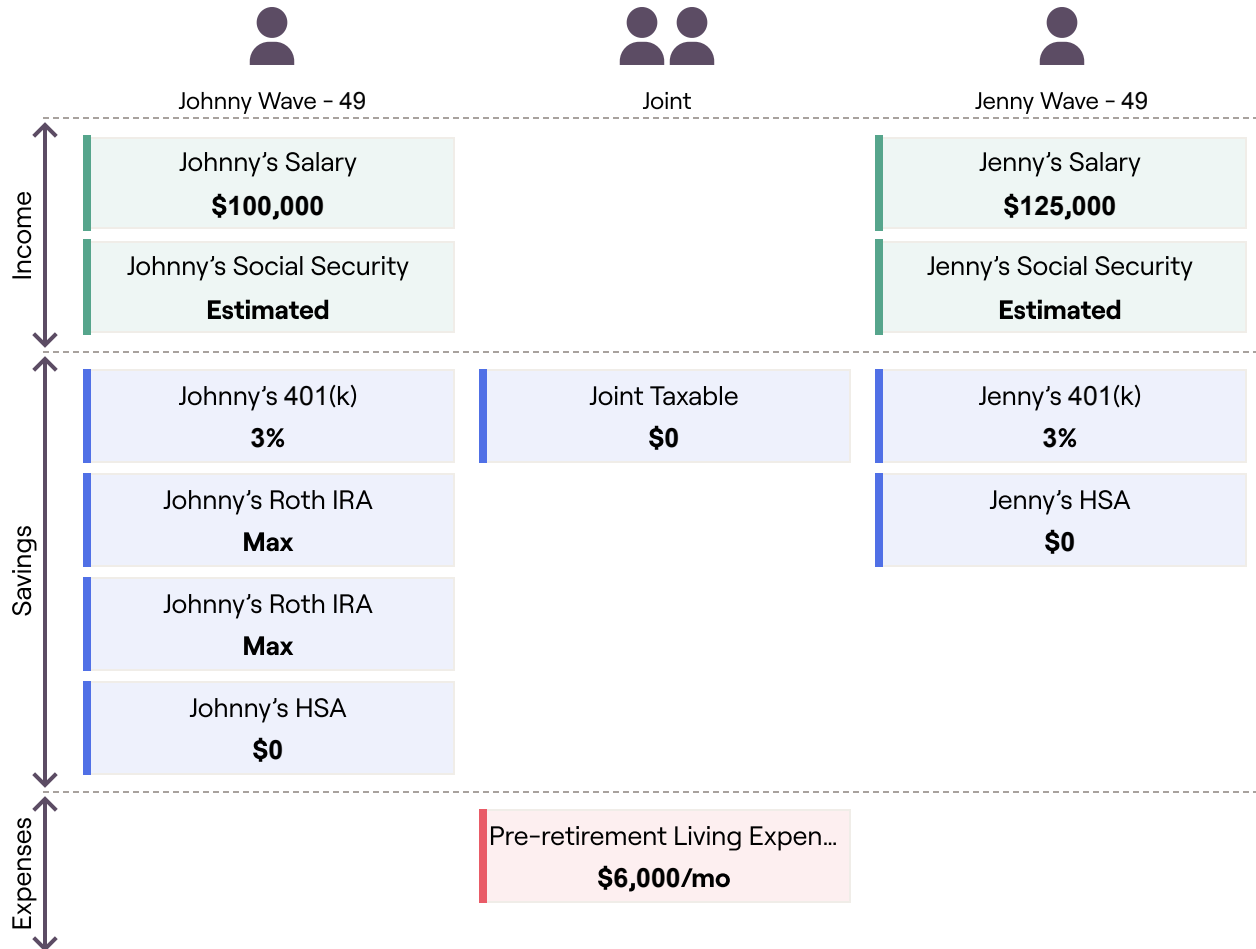 Johnny Wave - 49
Joint
Jenny Wave - 49
Income
Johnny's Salary
$100,000
Jenny's Salary
$125,000
Johnny's Social Security
Estimated
Jenny's Social Security
Estimated
Savings
Johnny's 401(k)
3%
Joint Taxable
$0
Jenny's 401(k)
3%
Johnny's Roth IRA
Max
Jenny's HSA
$0
Johnny's Roth IRA
Max
Johnny's HSA
$0
Expenses
Pre-retirement Living Expen...
$6,000/mo